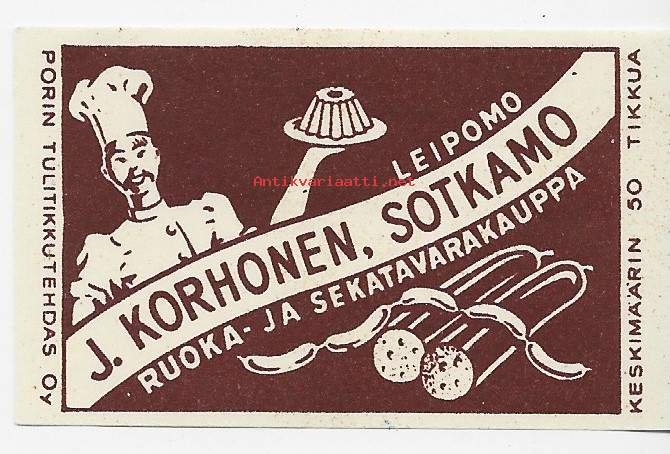 PORIN TULITIKKUTEHDAS Oy
LEIPOMO
J. KORHONEN, SOTKAMO
RUOKA- JA SEKATAVARAKAUPPA
KESKIMÄÄRIN 50 TIKKUA
Antikvariaatti.net